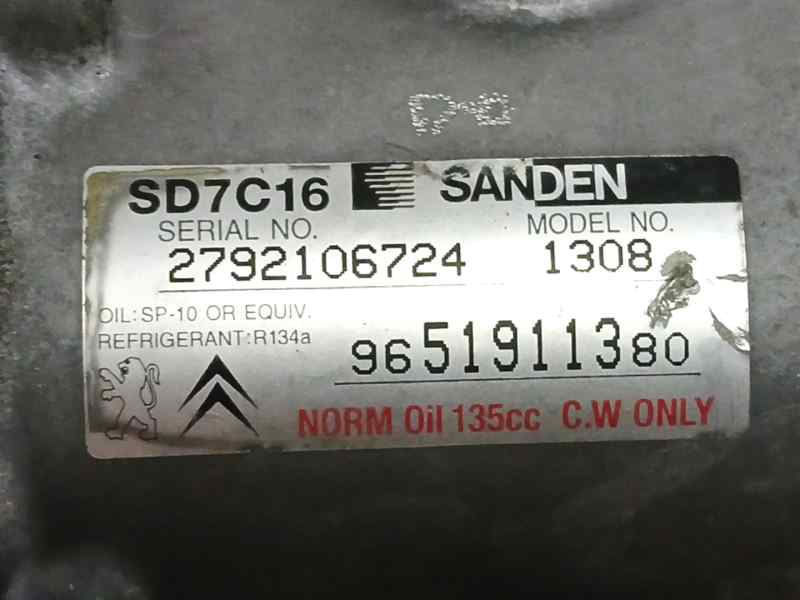 SD7C16 SANDEN
SERIAL NO. MODEL NO.
2792106724 1308
OIL:SP-10 OR EQUIV.
REFRIGERANT:R134a
9651911380
NORM Oil 135cc C.W ONLY